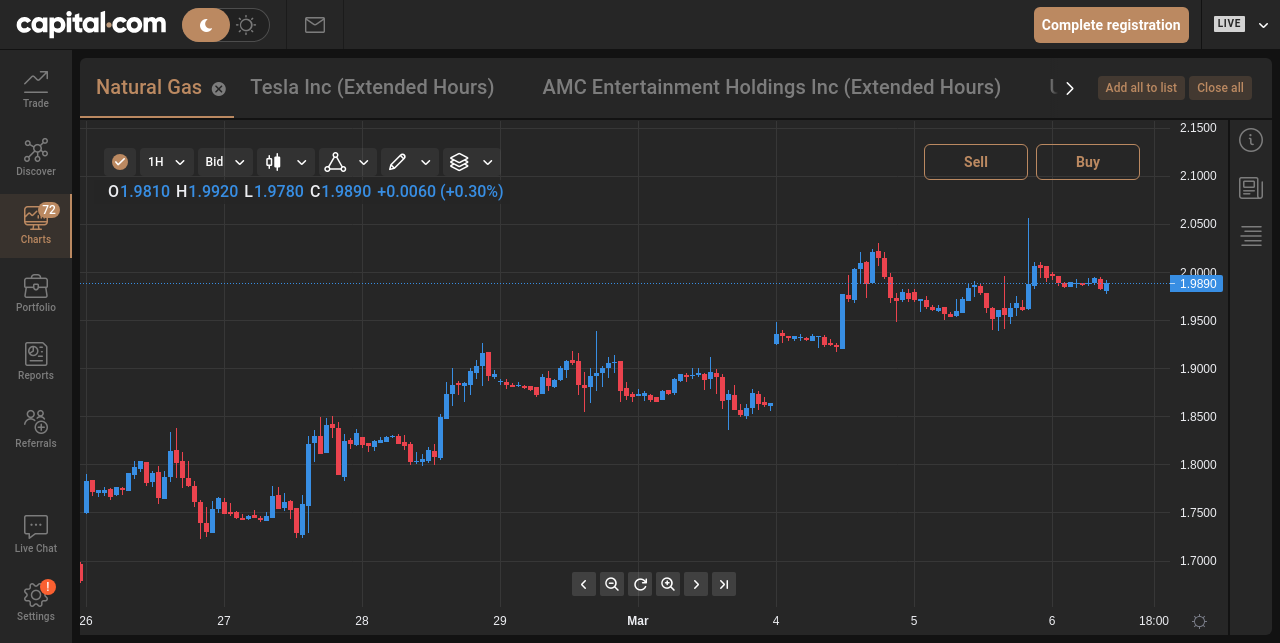 capital.com
Complete registration
LIVE
Trade
Discover
72
Charts
Portfolio
Reports
Referrals
Live Chat
!
Settings
Natural Gas
Tesla Inc (Extended Hours)
AMC Entertainment Holdings Inc (Extended Hours)
Add all to list
Close all
1H
Bid
Sell
Buy
O1.9810 H1.9920 L1.9780 C1.9890 +0.0060 (+0.30%)
2.1500
2.1000
2.0500
2.0000
1.9890
1.9500
1.9000
1.8500
1.8000
1.7500
1.7000
26 27 28 29 Mar 4 5 6 18:00